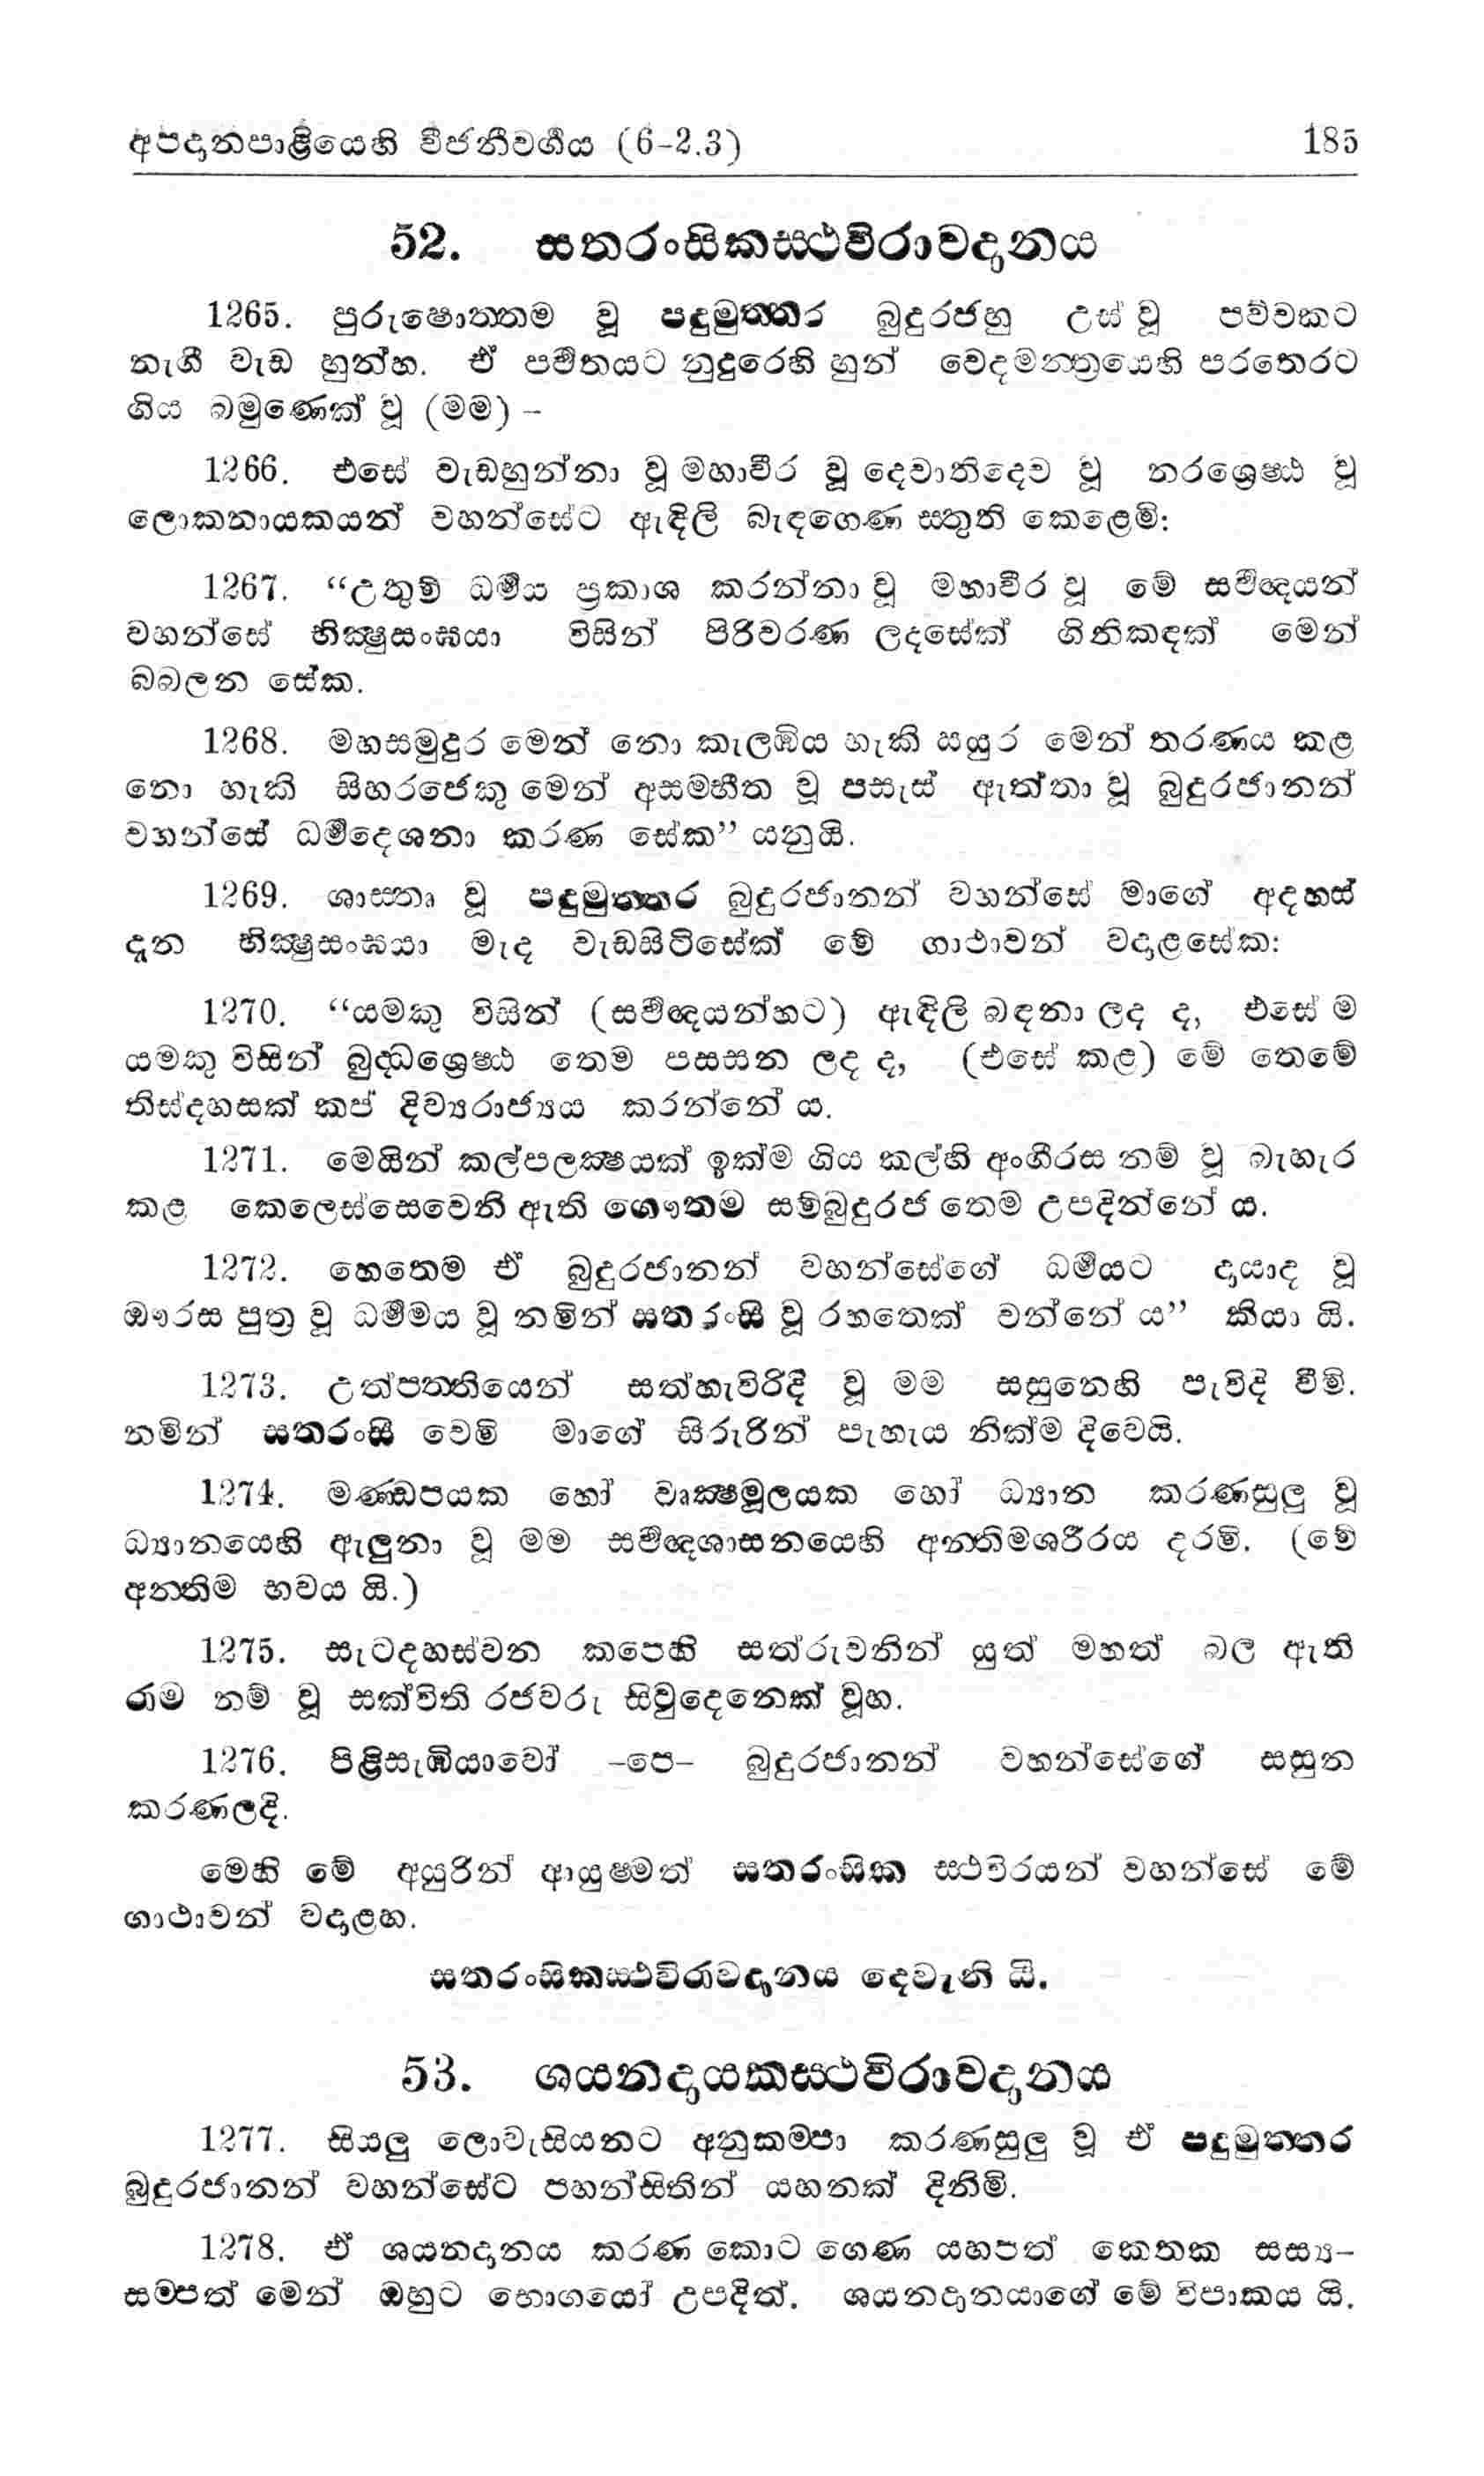 අපදානපාළියෙහි වීජනීවර්‍ගය (6-2.3) 185
52. සතරංසිකස්‍ථවිරාවදානය
1265. පුරුෂොත්‍තම වූ පදුමුත්‍තර බුදුරජහු උස් වූ පව්වකට
නැගී වැඩ හුන්හ. ඒ පර්‍වතයට නුදුරෙහි හුන් වෙදමන්‍ත්‍රයෙහි පරතෙරට
ගිය බමුණෙක් වූ (මම) –
1266. එසේ වැඩහුන්නා වූ මහාවීර වූ දෙවාතිදෙව වූ නරශ්‍රෙෂ්‍ඨ වූ
ලොකනායකයන් වහන්සේට ඇඳිලි බැඳගෙණ ස්තුති කෙළෙමි:
1267. “උතුම් ධර්‍මය ප්‍රකාශ කරන්නා වූ මහාවීර වූ මේ සර්‍වඥයන්
වහන්සේ භික්‍ෂුසංඝයා විසින් පිරිවරණ ලදසේක් ගිනිකඳක් මෙන්
බබලන සේක.
1268. මහසමුදුර මෙන් නො කැලඹිය හැකි සයුර මෙන් තරණය කළ
නො හැකි සිංහරජෙකු මෙන් අසම්භීත වූ පසැස් ඇත්තා වූ බුදුරජානන්
වහන්සේ ධර්‍මදෙශනා කරණ සේක” යනුයි.
1269. ශාස්තෘ වූ පදුමුත්‍තර බුදුරජානන් වහන්සේ මාගේ අදහස්
දැන භික්‍ෂුසංඝයා මැද වැඩසිටිසේක් මේ ගාථාවන් වදාළසේක:
1270. “යමකු විසින් (සර්‍වඥයන්හට) ඇඳිලි බඳනා ලද ද, එසේ ම
යමකු විසින් බුද්‍ධශ්‍රෙෂ්‍ඨ තෙම පසසන ලද ද, (එසේ කළ) මේ තෙමේ
තිස්දහසක් කප් දිව්‍යරාජ්‍යය කරන්නේ ය.
1271. මෙයින් කල්පලක්‍ෂයක් ඉක්ම ගිය කල්හි අංගීරස නම් වූ බැහැර
කළ කෙලෙස්සෙවෙනි ඇති ගෞතම සම්බුදුරජ තෙම උපදින්නේ ය.
1272. හෙතෙම ඒ බුදුරජානන් වහන්සේගේ ධර්‍මයට දායාද වූ
ඖරස පුත්‍ර වූ ධර්‍මමය වූ නමින් සතරංසී වූ රහතෙක් වන්නේ ය” කියා යි.
1273. උත්පත්‍තියෙන් සත්හැවිරිදි වූ මම සසුනෙහි පැවිදි වීමි.
නමින් සතරංසී වෙමි මාගේ සිරුරින් පැහැය නික්ම දිවෙයි.
1274. මණ්‍ඩපයක හෝ වෘක්‍ෂමූලයක හෝ ධ්‍යාන කරණසුලු වූ
ධ්‍යානයෙහි ඇලුනා වූ මම සර්‍වඥශාසනයෙහි අන්‍තිමශරීරය දරමි. (මේ
අන්‍තිම භවය යි.)
1275. සැටදහස්වන කපෙහි සත්රුවනින් යුත් මහත් බල ඇති
රාම නම් වූ සක්විති රජවරු සිවුදෙනෙක් වූහ.
1276. පිළිසැඹියාවෝ –පෙ– බුදුරජානන් වහන්සේගේ සසුන
කරණලදි.
මෙහි මේ අයුරින් ආයුෂ්මත් සතරංසික ස්‍ථවිරයන් වහන්සේ මේ
ගාථාවන් වදාළහ.
සතරංසිකස්‍ථවිරාවදානය දෙවැනි යි.
53. ශයනදායකස්‍ථවිරාවදානය
1277. සියලු ලොවැසියනට අනුකම්පා කරණසුලු වූ ඒ පදුමුත්‍තර
බුදුරජානන් වහන්සේට පහන්සිතින් යහනක් දිනිමි.
1278. ඒ ශයනදානය කරණ කොට ගෙණ යහපත් කෙතක සස්‍ය-
සම්පත් මෙන් ඔහුට භොගයෝ උපදිත්. ශයනදානයාගේ මේ විපාකය යි.